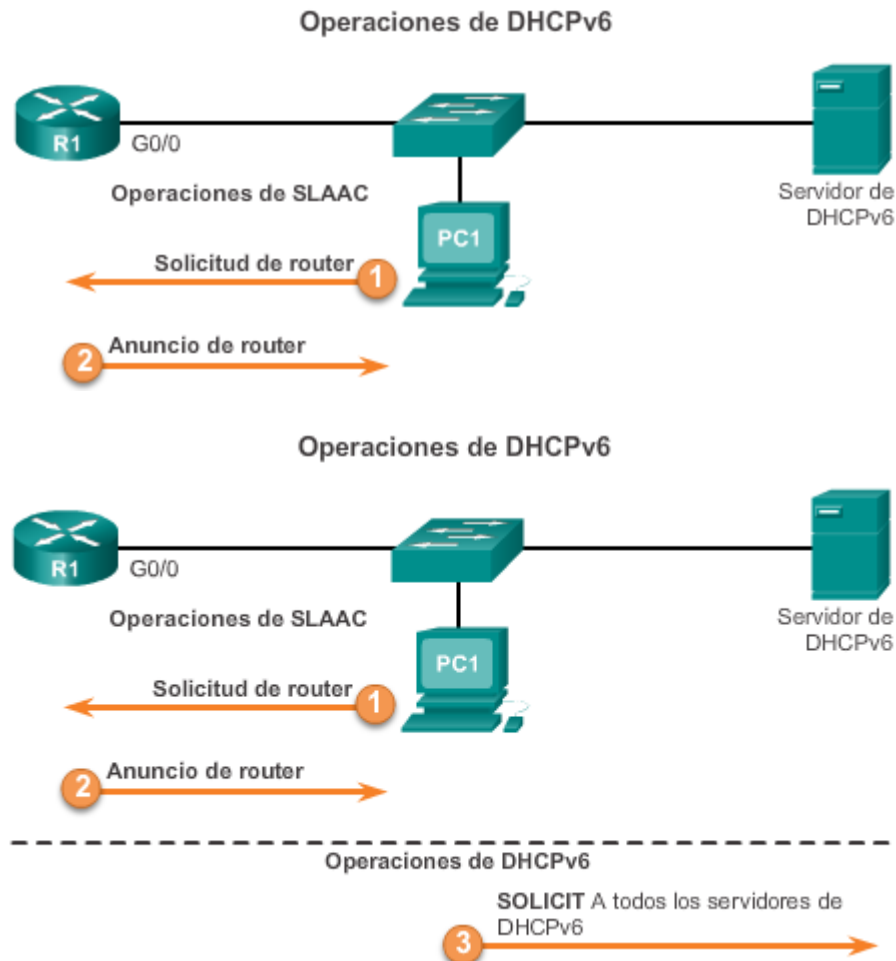 Operaciones de DHCPv6
R1
G0/0
Operaciones de SLAAC
PC1
Servidor de
DHCPv6
Solicitud de router
1
2
Anuncio de router
Operaciones de DHCPv6
R1
G0/0
Operaciones de SLAAC
PC1
Servidor de
DHCPv6
Solicitud de router
1
2
Anuncio de router
Operaciones de DHCPv6
SOLICIT A todos los servidores de
DHCPv6
3